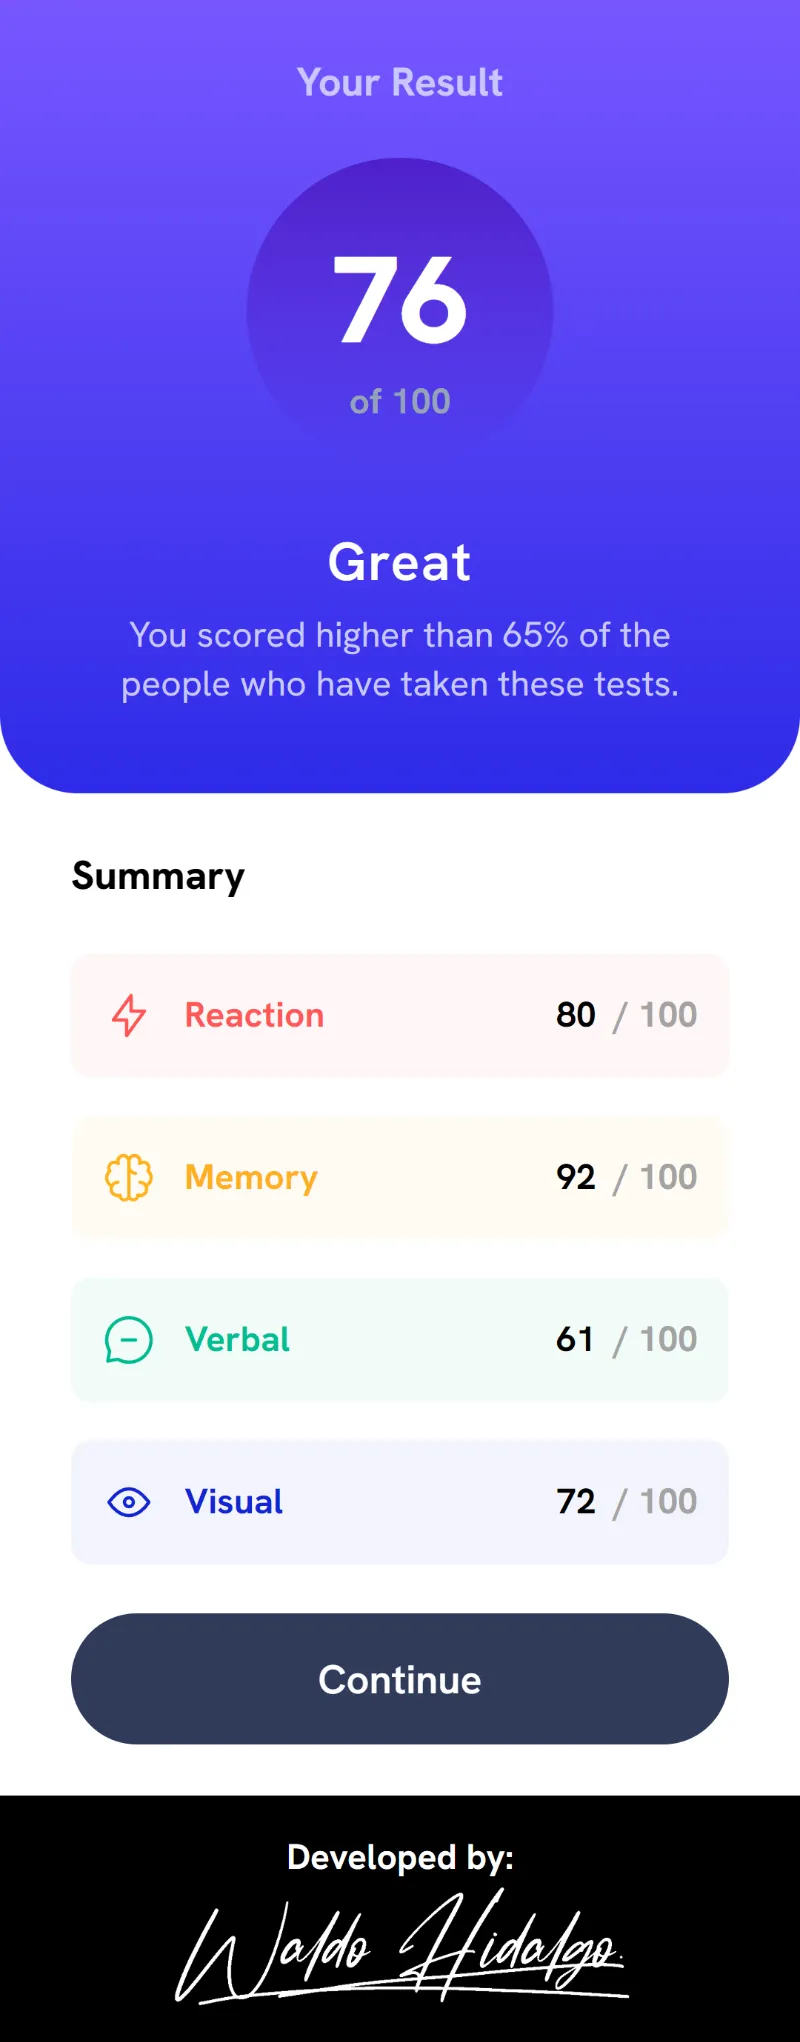 Your Result
76
of 100
Great
You scored higher than 65% of the
people who have taken these tests.
Summary
Reaction 80 / 100
Memory 92 / 100
Verbal 61 / 100
Visual 72 / 100
Continue
Developed by:
Waldo Hidalgo.